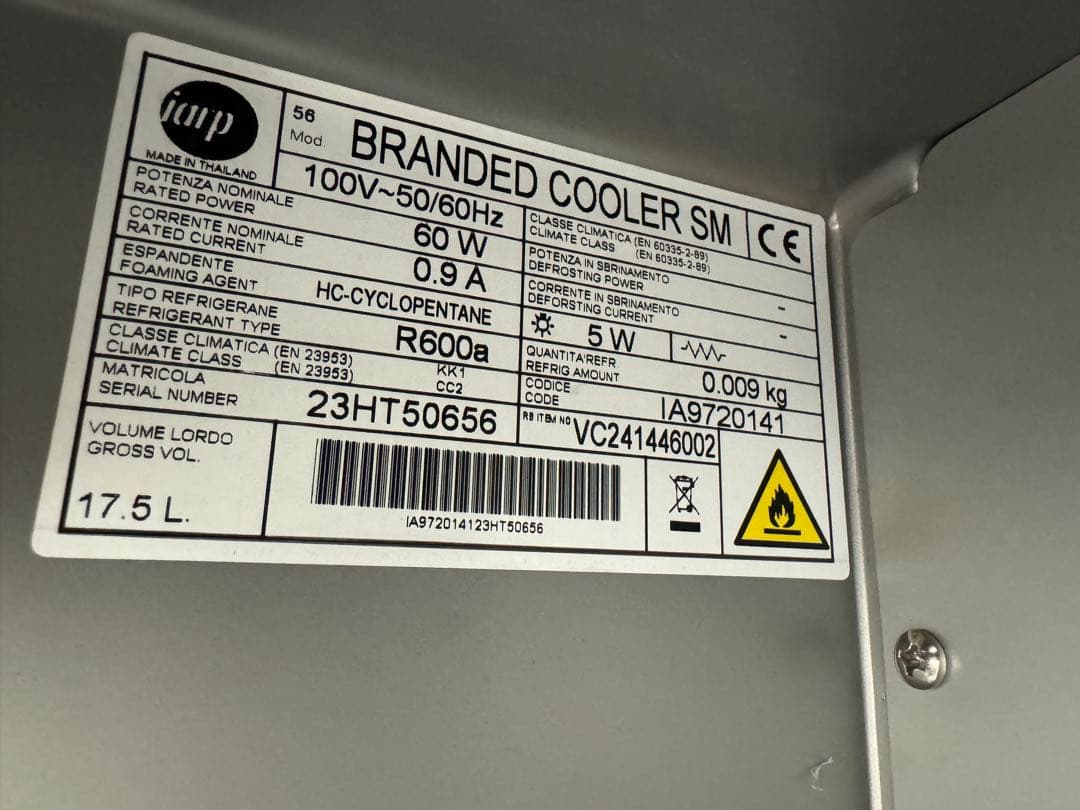 iarp
MADE IN THAILAND
56
Mod.
BRANDED COOLER SM
CE
POTENZA NOMINALE
RATED POWER
100V~50/60Hz
60 W
CORRENTE NOMINALE
RATED CURRENT
0.9 A
ESPANDENTE
FOAMING AGENT
HC-CYCLOPENTANE
TIPO REFRIGERANE
REFRIGERANT TYPE
R600a
CLASSE CLIMATICA (EN 23953)
CLIMATE CLASS (EN 23953)
KK1
CC2
MATRICOLA
SERIAL NUMBER
23HT50656
CLASSE CLIMATICA (EN 60335-2-89)
CLIMATE CLASS (EN 60335-2-89)
POTENZA IN SBRINAMENTO
DEFROSTING POWER
-
CORRENTE IN SBRINAMENTO
DEFORSTING CURRENT
-
5 W
QUANTITA'REFR
REFRIG AMOUNT
0.009 kg
CODICE
CODE
IA9720141
RB ITEM NO
VC241446002
VOLUME LORDO
GROSS VOL.
17.5 L.
IA972014123HT50656